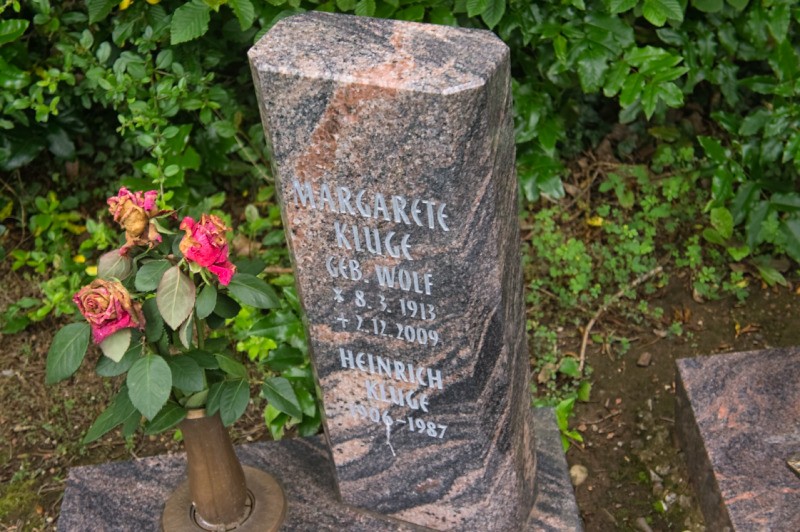 MARGARETE
KLUGE
GEB. WOLF
* 8. 3. 1913
+ 2. 12. 2009
HEINRICH
KLUGE
1906-1987